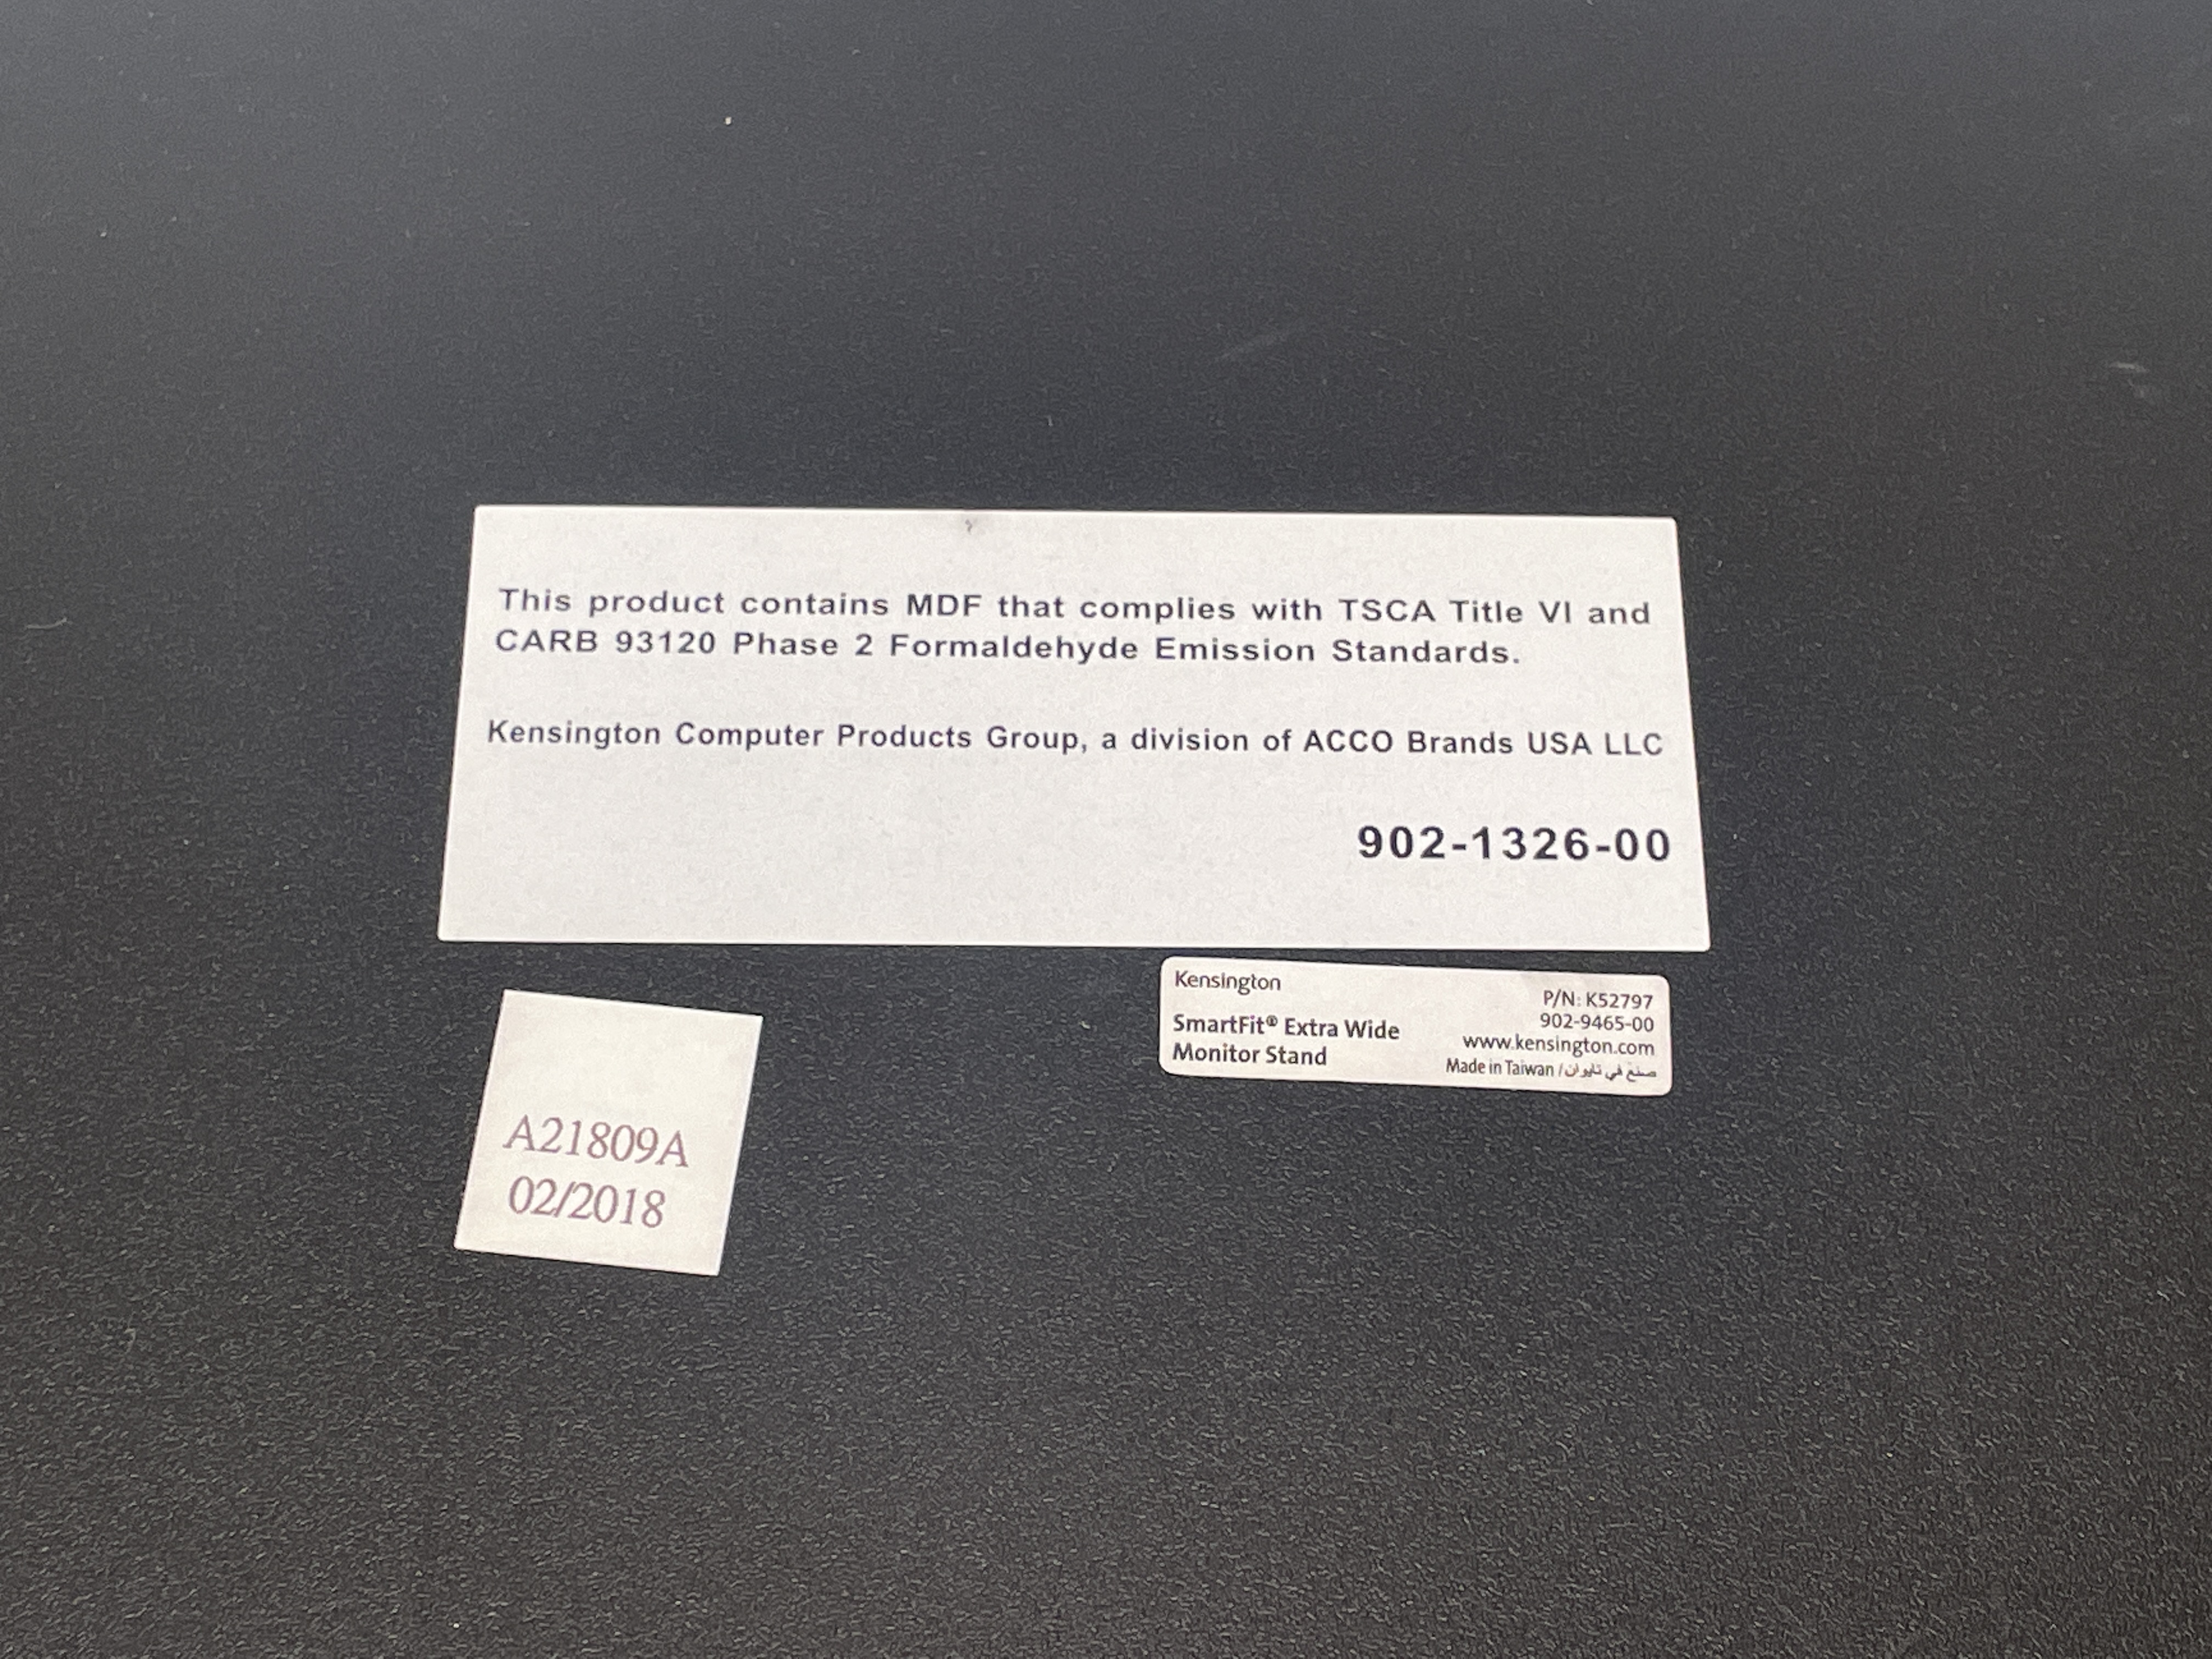 This product contains MDF that complies with TSCA Title VI and
CARB 93120 Phase 2 Formaldehyde Emission Standards.
Kensington Computer Products Group, a division of ACCO Brands USA LLC
902-1326-00
Kensington
SmartFit® Extra Wide
Monitor Stand
P/N: K52797
902-9465-00
www.kensington.com
Made in Taiwan / صنع في تايوان
A21809A
02/2018